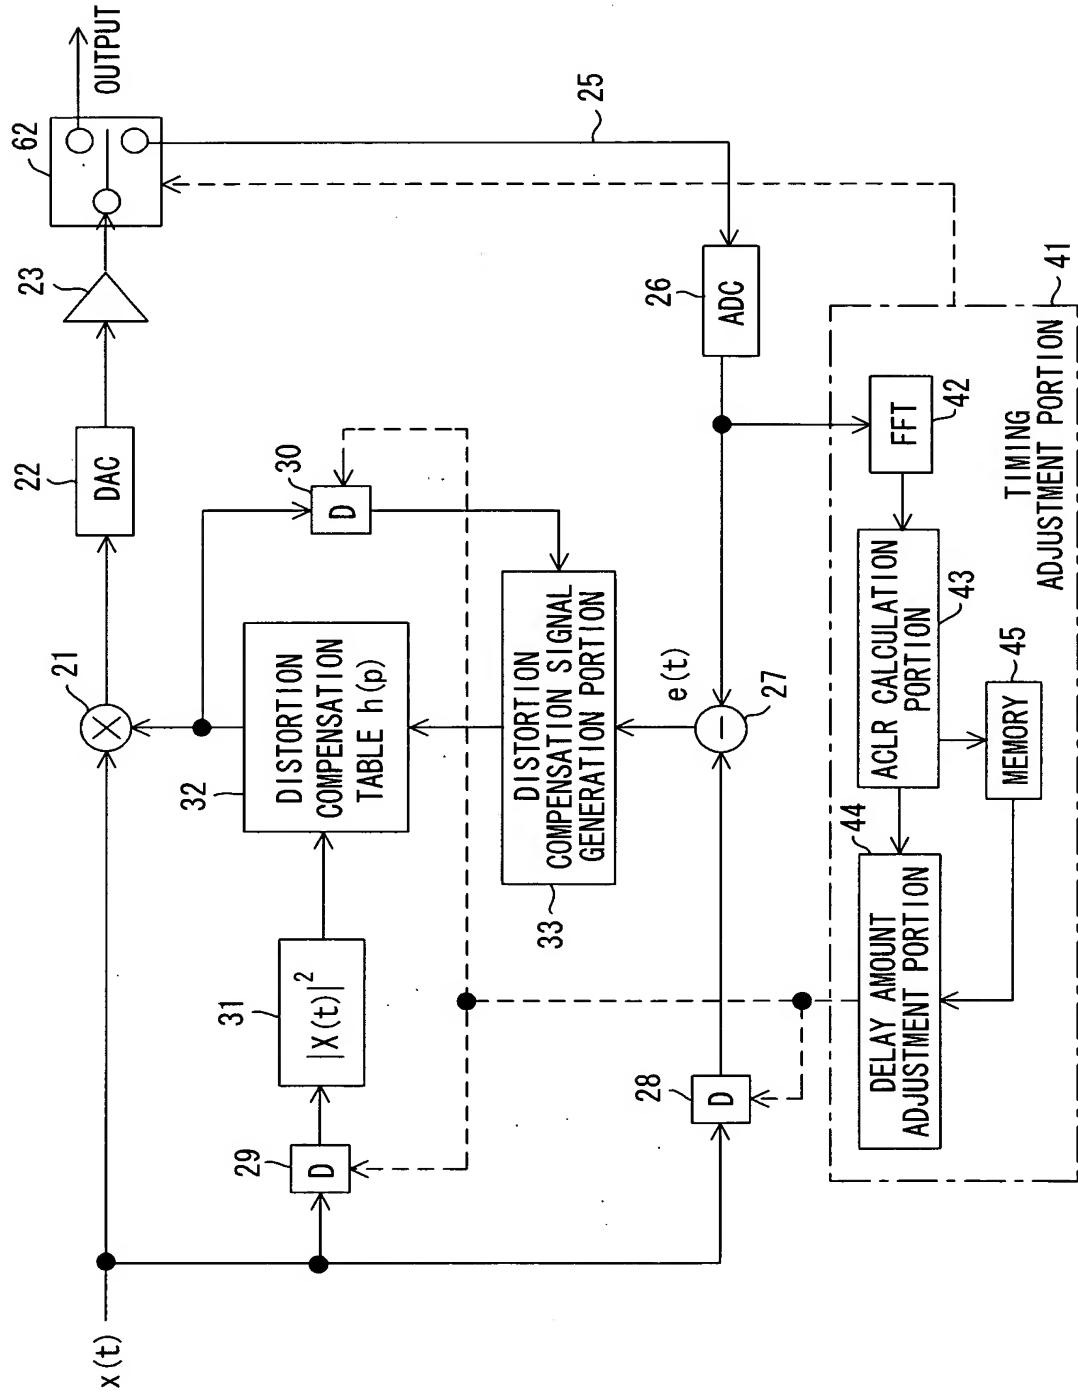 x(t)
21
22
DAC
23
62
OUTPUT
29
D
31
|X(t)|²
32
DISTORTION
COMPENSATION
TABLE h(p)
30
D
33
DISTORTION
COMPENSATION SIGNAL
GENERATION PORTION
25
28
D
e(t)
27
26
ADC
44
DELAY AMOUNT
ADJUSTMENT PORTION
ACLR CALCULATION
PORTION
43
MEMORY
45
FFT
42
TIMING
ADJUSTMENT PORTION
41